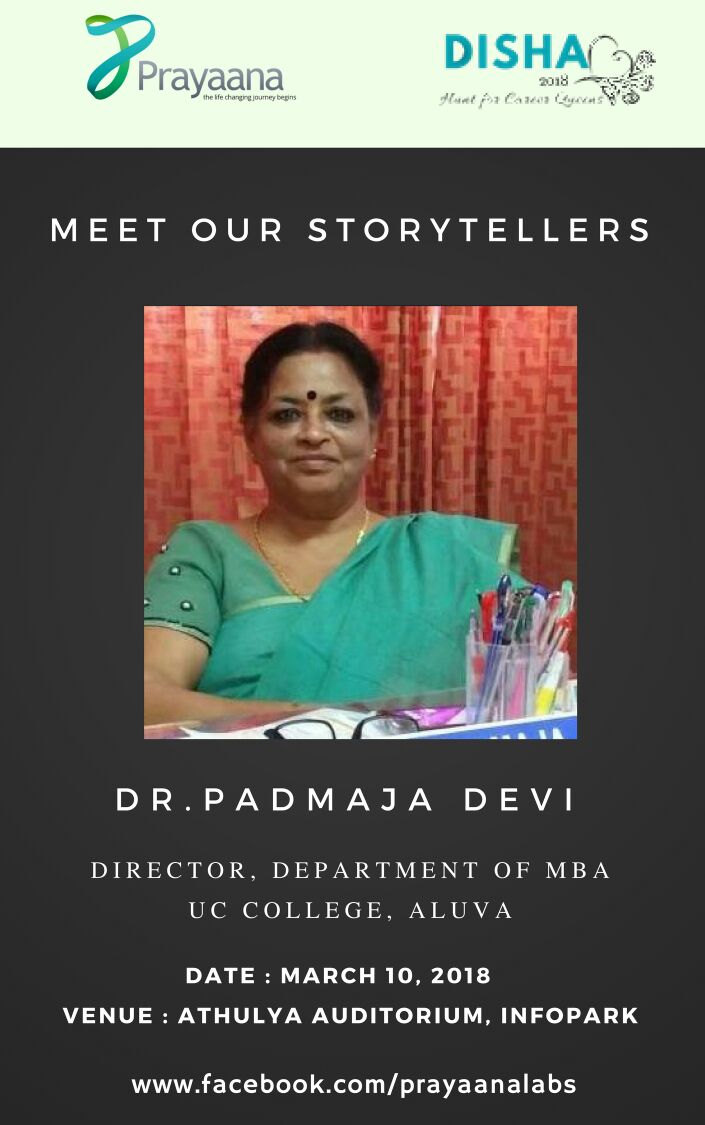 Prayaana
the life changing journey begins
DISHA
2018
Hunt for Career Queens
MEET OUR STORYTELLERS
DR.PADMAJA DEVI
DIRECTOR, DEPARTMENT OF MBA
UC COLLEGE, ALUVA
DATE : MARCH 10, 2018
VENUE : ATHULYA AUDITORIUM, INFOPARK
www.facebook.com/prayaanalabs